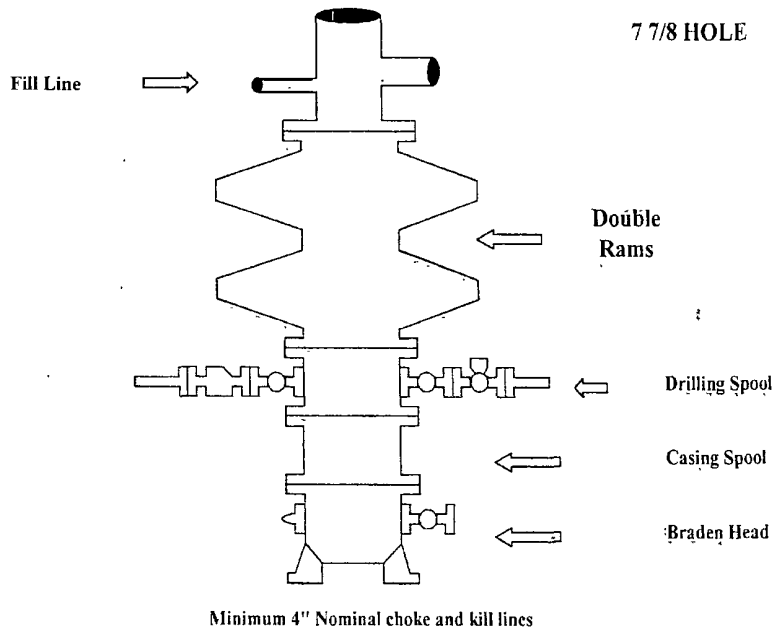 7 7/8 HOLE
Fill Line
Double
Rams
Drilling Spool
Casing Spool
Braden Head
Minimum 4" Nominal choke and kill lines